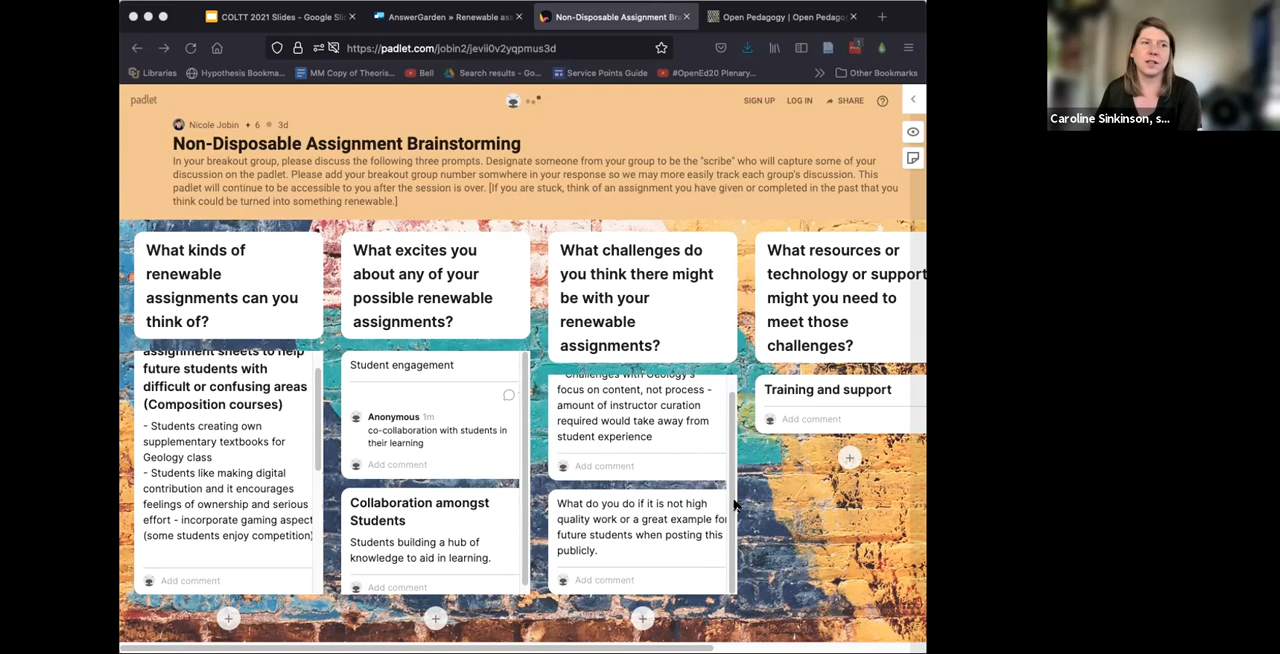 COLTT 2021 Slides - Google Sli
AnswerGarden » Renewable as
Non-Disposable Assignment Bra
Open Pedagogy | Open Pedago
https://padlet.com/jobin2/jevii0v2yqpmus3d
1
Libraries
Hypothesis Bookma...
MM Copy of Theoris...
Bell
Search results - Go...
Service Points Guide
#OpenEd20 Plenary...
Other Bookmarks
padlet
SIGN UP
LOG IN
SHARE
Nicole Jobin + 6 3d
Non-Disposable Assignment Brainstorming
In your breakout group, please discuss the following three prompts. Designate someone from your group to be the "scribe" who will capture some of your
discussion on the padlet. Please add your breakout group number somwhere in your response so we may more easily track each group's discussion. This
padlet will continue to be accessible to you after the session is over. [If you are stuck, think of an assignment you have given or completed in the past that you
think could be turned into something renewable.]
What kinds of
renewable
assignments can you
think of?
assignment sheets to help
future students with
difficult or confusing areas
(Composition courses)
- Students creating own
supplementary textbooks for
Geology class
- Students like making digital
contribution and it encourages
feelings of ownership and serious
effort - incorporate gaming aspect
(some students enjoy competition)
Add comment
What excites you
about any of your
possible renewable
assignments?
Student engagement
Anonymous 1m
co-collaboration with students in
their learning
Add comment
Collaboration amongst
Students
Students building a hub of
knowledge to aid in learning.
Add comment
What challenges do
you think there might
be with your
renewable
assignments?
Challenges with Geology's
focus on content, not process -
amount of instructor curation
required would take away from
student experience
Add comment
What do you do if it is not high
quality work or a great example for
future students when posting this
publicly.
Add comment
What resources or
technology or support
might you need to
meet those
challenges?
Training and support
Add comment
Caroline Sinkinson, s...